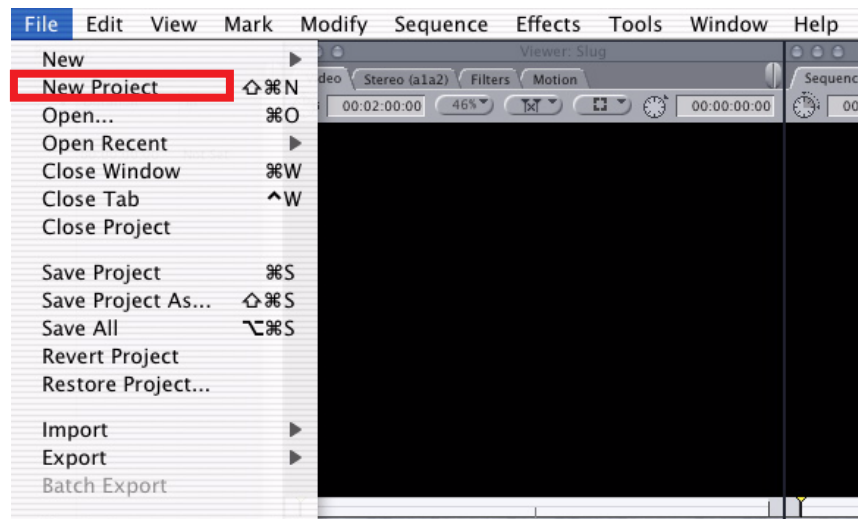 File Edit View Mark Modify Sequence Effects Tools Window Help
New
New Project ⇧⌘N
Open... ⌘O
Open Recent
Close Window ⌘W
Close Tab ^W
Close Project
Save Project ⌘S
Save Project As... ⇧⌘S
Save All ⌥⌘S
Revert Project
Restore Project...
Import
Export
Batch Export
Viewer: Slug
deo Stereo (a1a2) Filters Motion
00:02:00:00 46% 00:00:00:00
Sequenc
00